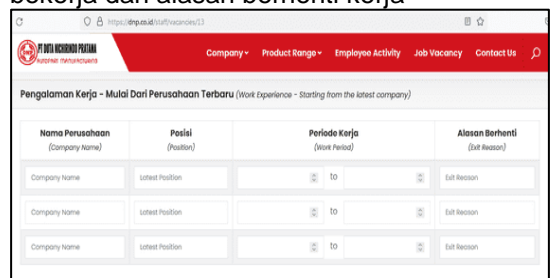 bekerja dan alasan berhenti kerja
https://dnp.co.id/staff/vacancies/13
PT DUTA NICHIRINDO PRATAMA
AUTOPART MANUFACTURING
Company Product Range Employee Activity Job Vacancy Contact Us
Pengalaman Kerja - Mulai Dari Perusahaan Terbaru (Work Experience - Starting from the latest company)
Nama Perusahaan Posisi Periode Kerja Alasan Berhenti
(Company Name) (Position) (Work Period) (Exit Reason)
Company Name Latest Position to Exit Reason
Company Name Latest Position to Exit Reason
Company Name Latest Position to Exit Reason